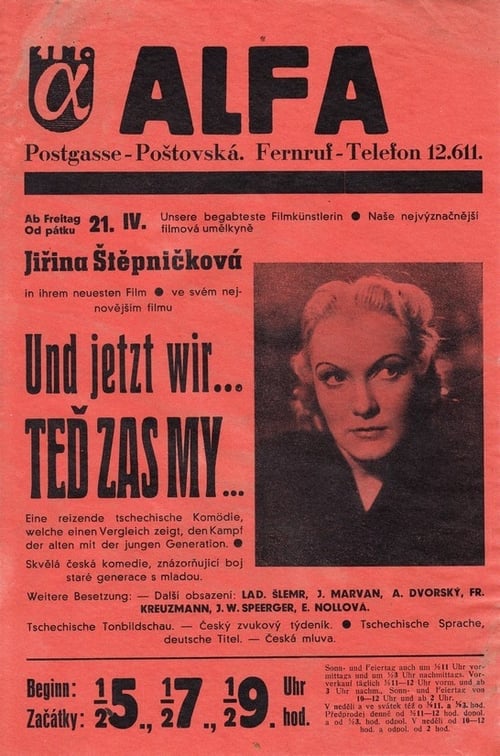 KINO
α
ALFA
Postgasse - Poštovská. Fernruf - Telefon 12.611.
Ab Freitag
Od pátku 21. IV. Unsere begabteste Filmkünstlerin ● Naše nejvýznačnější
filmová umělkyně
Jiřina Štěpničková
in ihrem neuesten Film ● ve svém nej-
novějším filmu
Und jetzt wir...
TEĎ ZAS MY...
Eine reizende tschechische Komödie,
welche einen Vergleich zeigt, den Kampf
der alten mit der jungen Generation. ●
Skvělá česká komedie, znázorňující boj
staré generace s mladou.
Weitere Besetzung: — Další obsazení: LAD. ŠLEMR, J. MARVAN, A. DVORSKÝ, FR.
KREUZMANN, J. W. SPEERGER, E. NOLLOVÁ.
Tschechische Tonbildschau. — Český zvukový týdeník. ● Tschechische Sprache,
deutsche Titel. — Česká mluva.
Beginn: ½5., ½7., ½9. Uhr
Začátky: hod.
Sonn- und Feiertag auch um ½11 Uhr vor-
mittags und um ½3 Uhr nachmittags. Vor-
verkauf täglich ½11—12 Uhr vorm. und ab
3 Uhr nachm., Sonn- und Feiertag von
10—12 Uhr und ab 2 Uhr.
V neděli a ve svátek též o ½11. a ½3. hod.
Předprodej denně od ½11—12 hod. dopol.
a od ½3. hod. odpol. V neděli od 10—12
hod. a odpol. od 2 hod.